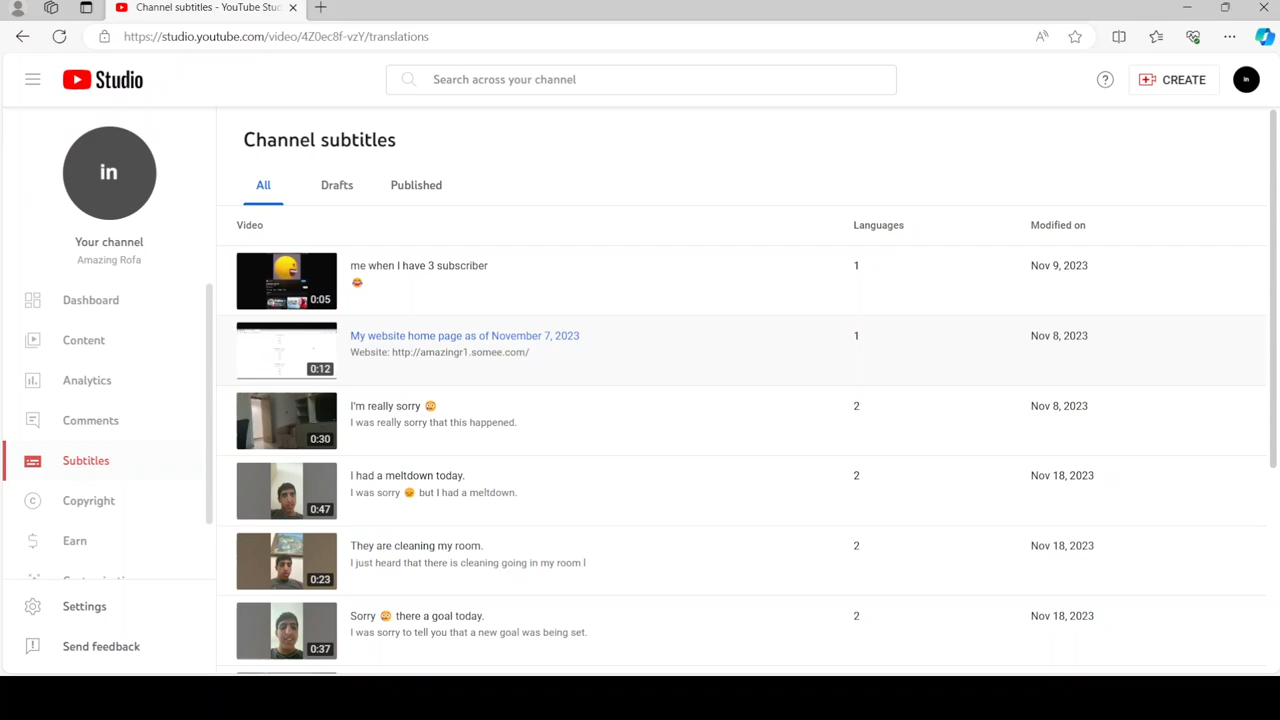 Channel subtitles - YouTube Stu
https://studio.youtube.com/video/4Z0ec8f-vzY/translations
Studio
Search across your channel
CREATE
in
in
Your channel
Amazing Rofa
Dashboard
Content
Analytics
Comments
Subtitles
Copyright
Earn
Settings
Send feedback
Channel subtitles
All Drafts Published
Video Languages Modified on
me when I have 3 subscriber 1 Nov 9, 2023
😂
0:05
My website home page as of November 7, 2023 1 Nov 8, 2023
Website: http://amazingr1.somee.com/
0:12
I'm really sorry 😳 2 Nov 8, 2023
I was really sorry that this happened.
0:30
I had a meltdown today. 2 Nov 18, 2023
I was sorry 😞 but I had a meltdown.
0:47
They are cleaning my room. 2 Nov 18, 2023
I just heard that there is cleaning going in my room I
0:23
Sorry 😳 there a goal today. 2 Nov 18, 2023
I was sorry to tell you that a new goal was being set.
0:37